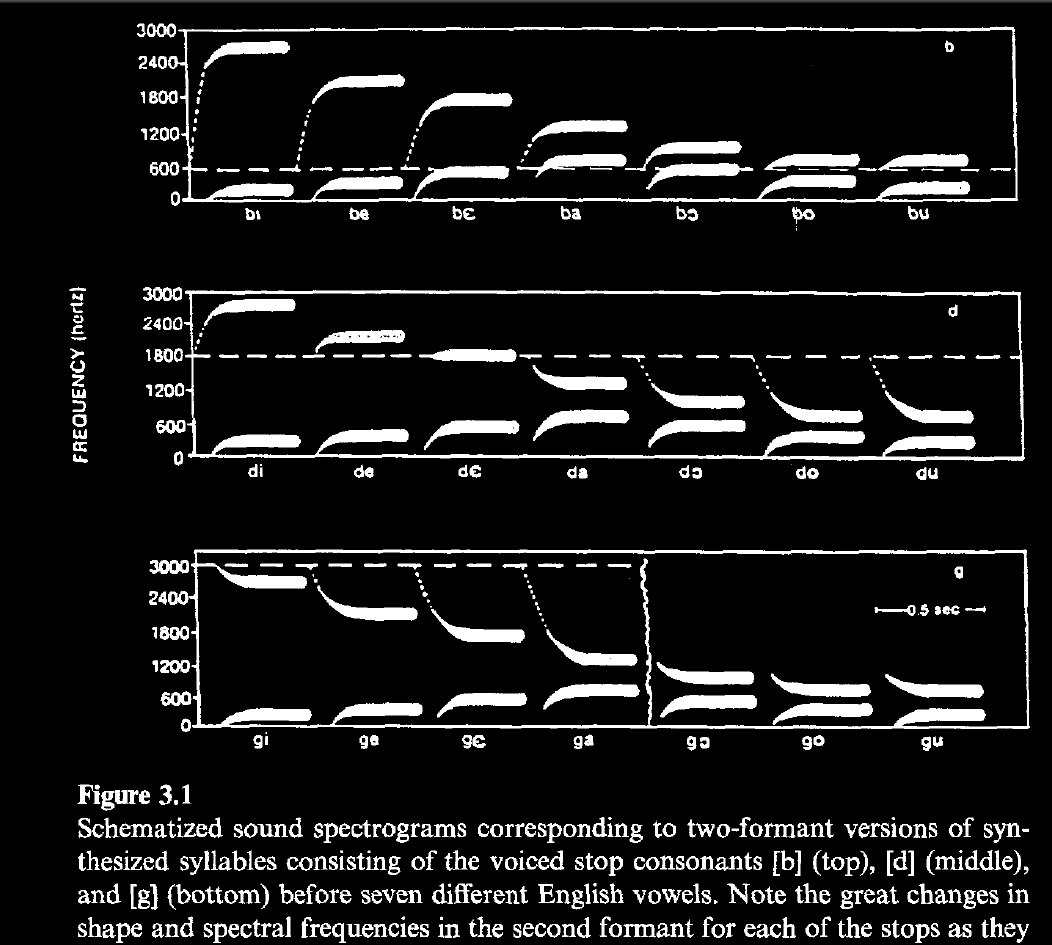 3000
2400
1800
1200
600
0
b
bi be bɛ ba bɔ bo bu
FREQUENCY (hertz)
3000
2400
1800
1200
600
0
d
di de dɛ da dɔ do du
3000
2400
1800
1200
600
0
g
0.5 sec
gi ge gɛ ga gɔ go gu
Figure 3.1
Schematized sound spectrograms corresponding to two-formant versions of syn-
thesized syllables consisting of the voiced stop consonants [b] (top), [d] (middle),
and [g] (bottom) before seven different English vowels. Note the great changes in
shape and spectral frequencies in the second formant for each of the stops as they